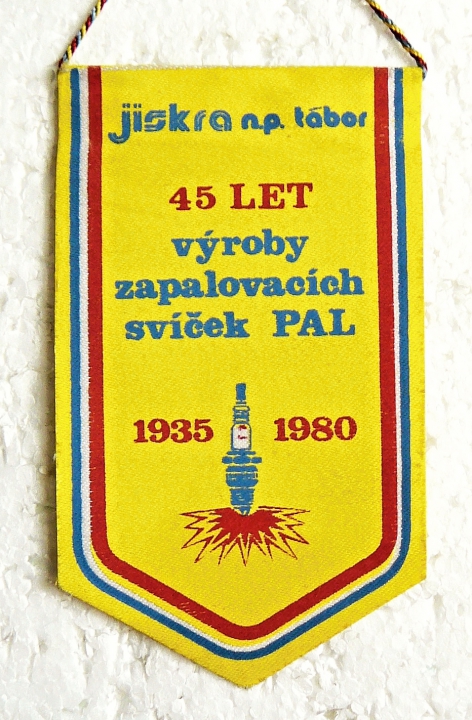 jiskra n.p. tábor
45 LET
výroby
zapalovacích
svíček PAL
1935 1980